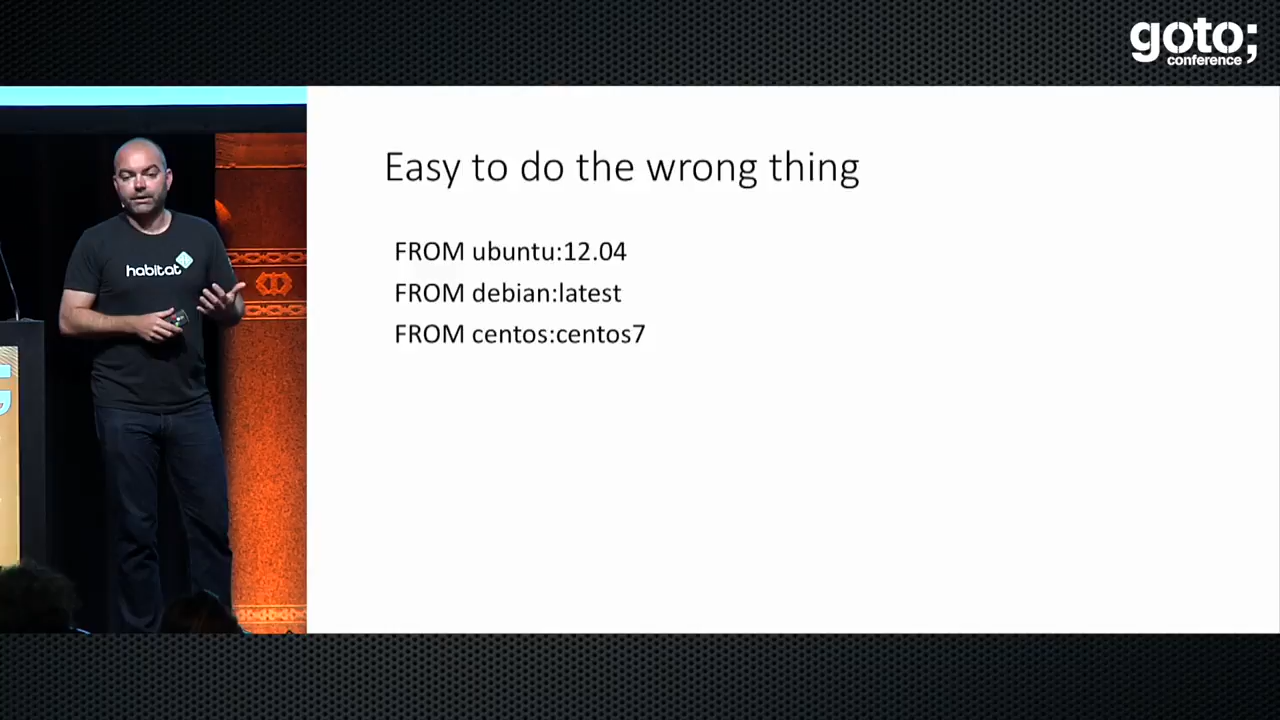 goto;
conference
Easy to do the wrong thing
FROM ubuntu:12.04
FROM debian:latest
FROM centos:centos7
habitat